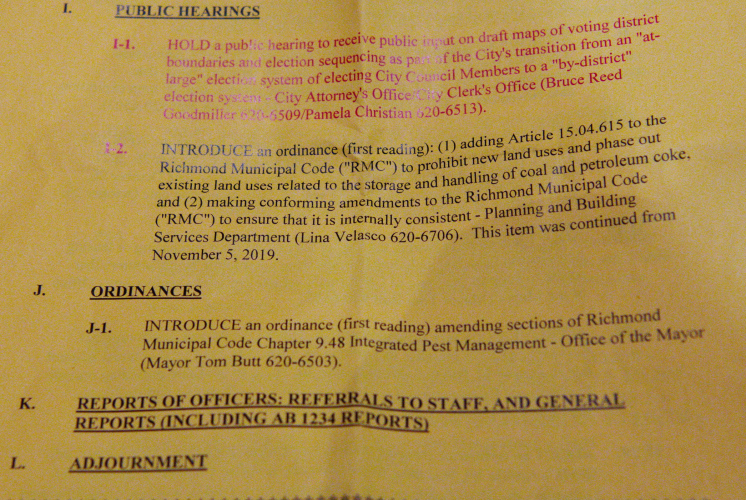 I. PUBLIC HEARINGS
I-1. HOLD a public hearing to receive public input on draft maps of voting district
boundaries and election sequencing as part of the City's transition from an "at-
large" election system of electing City Council Members to a "by-district"
election system - City Attorney's Office/City Clerk's Office (Bruce Reed
Goodmiller 620-6509/Pamela Christian 620-6513).
I-2. INTRODUCE an ordinance (first reading): (1) adding Article 15.04.615 to the
Richmond Municipal Code ("RMC") to prohibit new land uses and phase out
existing land uses related to the storage and handling of coal and petroleum coke,
and (2) making conforming amendments to the Richmond Municipal Code
("RMC") to ensure that it is internally consistent - Planning and Building
Services Department (Lina Velasco 620-6706). This item was continued from
November 5, 2019.
J. ORDINANCES
J-1. INTRODUCE an ordinance (first reading) amending sections of Richmond
Municipal Code Chapter 9.48 Integrated Pest Management - Office of the Mayor
(Mayor Tom Butt 620-6503).
K. REPORTS OF OFFICERS: REFERRALS TO STAFF, AND GENERAL
REPORTS (INCLUDING AB 1234 REPORTS)
L. ADJOURNMENT